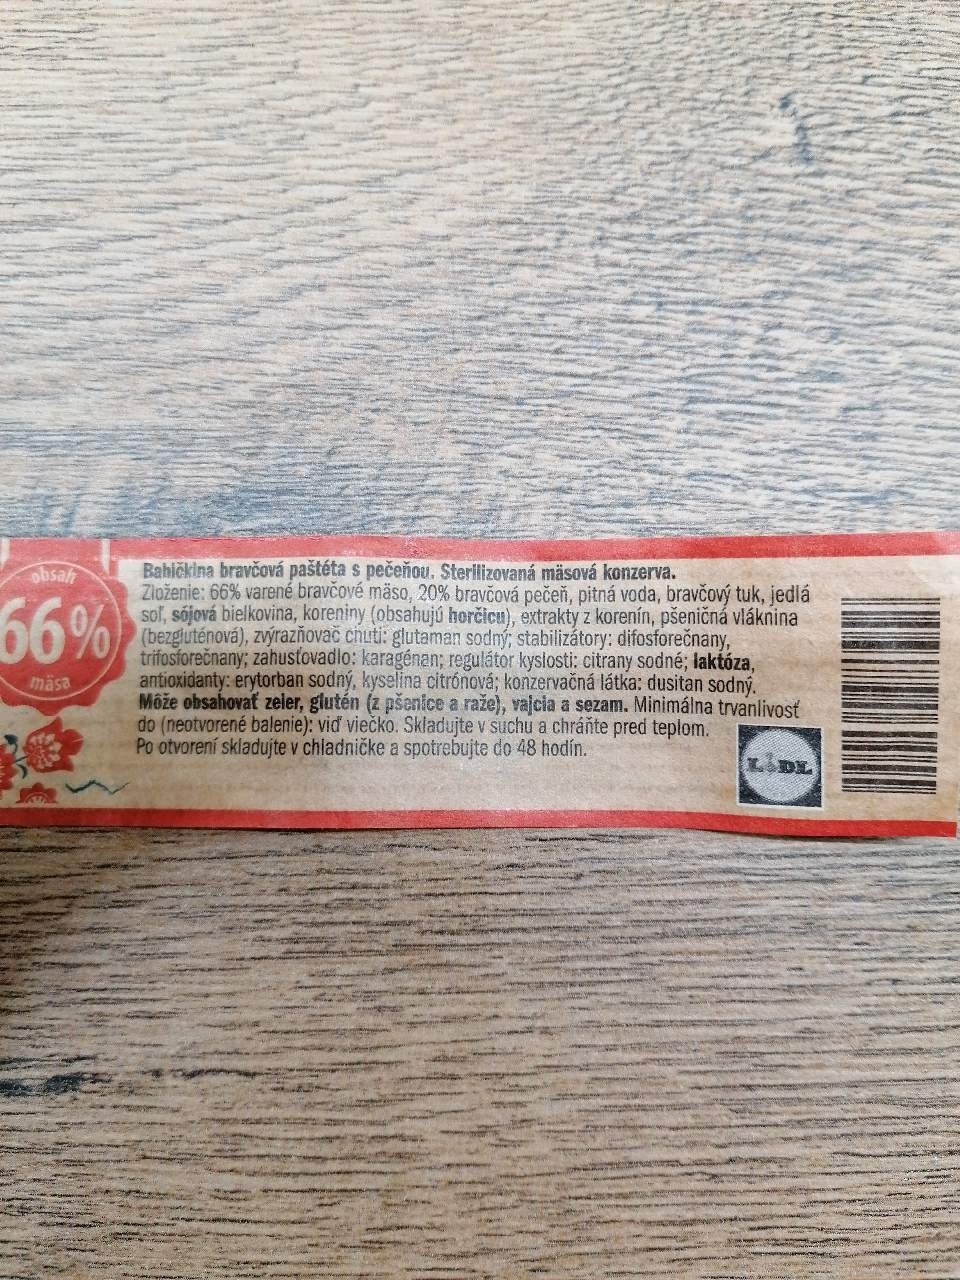 obsah
66%
mäsa
Babičkina bravčová paštéta s pečeňou. Sterilizovaná mäsová konzerva.
Zloženie: 66% varené bravčové mäso, 20% bravčová pečeň, pitná voda, bravčový tuk, jedlá
soľ, sójová bielkovina, koreniny (obsahujú horčicu), extrakty z korenín, pšeničná vláknina
(bezgluténová), zvýrazňovač chuti: glutaman sodný; stabilizátory: difosforečnany,
trifosforečnany; zahusťovadlo: karagénan; regulátor kyslosti: citrany sodné; laktóza,
antioxidanty: erytorban sodný, kyselina citrónová; konzervačná látka: dusitan sodný.
Môže obsahovať zeler, glutén (z pšenice a raže), vajcia a sezam. Minimálna trvanlivosť
do (neotvorené balenie): viď viečko. Skladujte v suchu a chráňte pred teplom.
Po otvorení skladujte v chladničke a spotrebujte do 48 hodín.
LIDL